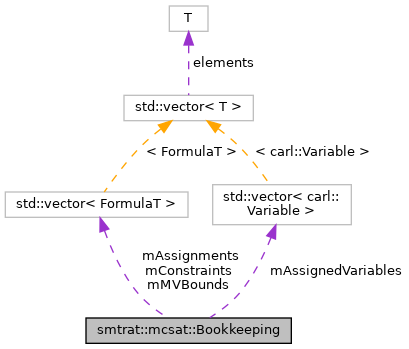 T
elements
std::vector< T >
< FormulaT >
< carl::Variable >
std::vector< FormulaT >
std::vector< carl::
Variable >
mAssignments
mConstraints
mMVBounds
mAssignedVariables
smtrat::mcsat::Bookkeeping